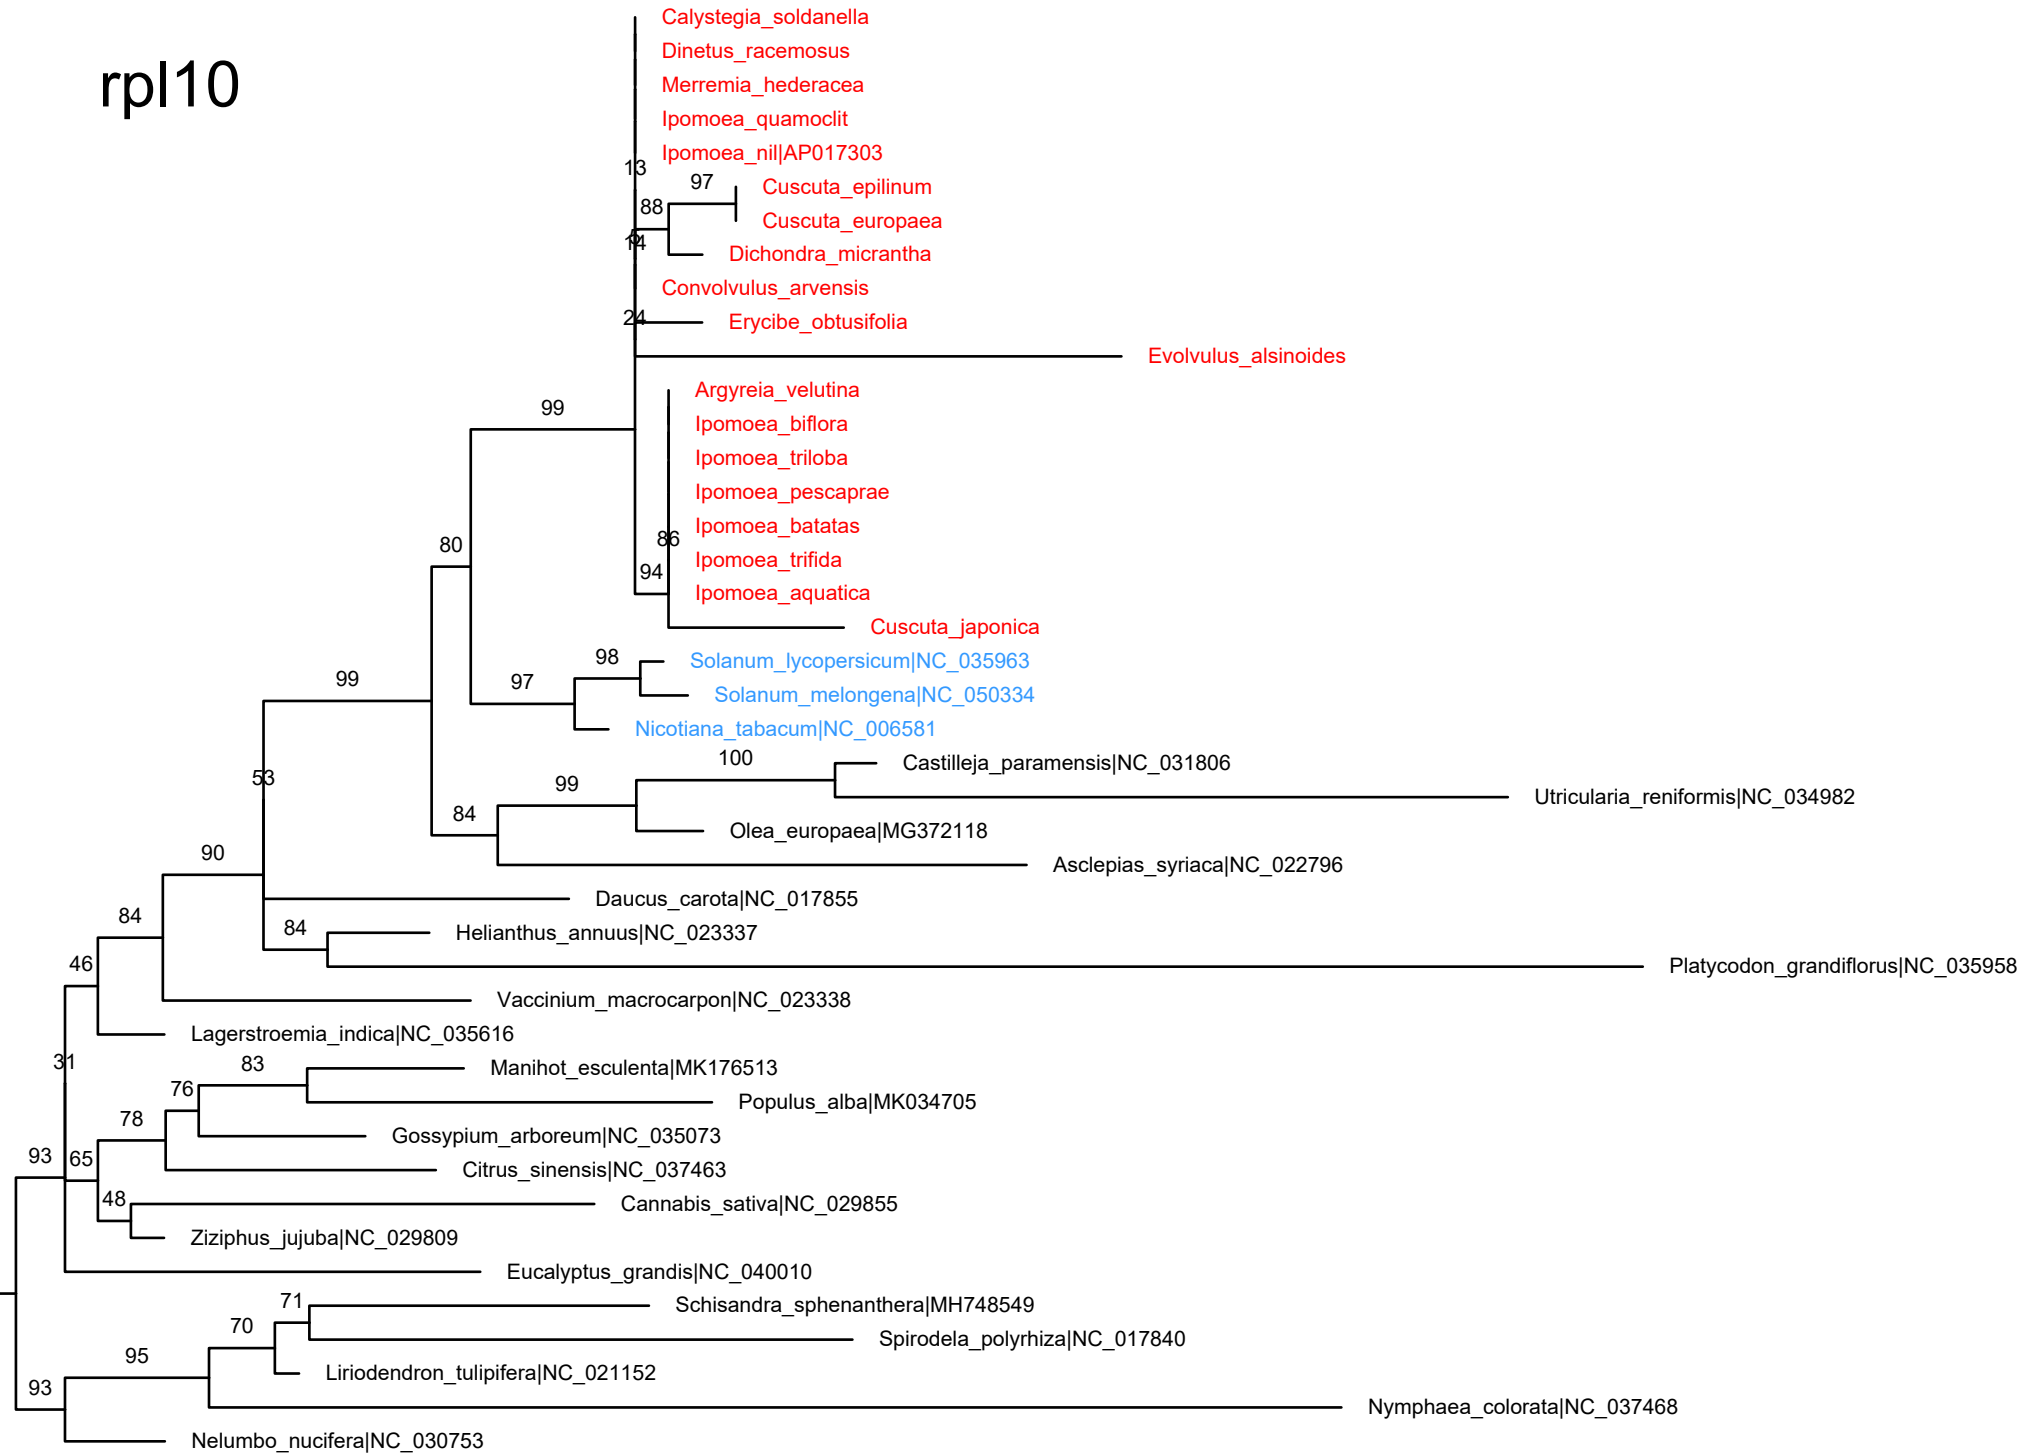 Calystegia_soldanella
rpl10
Dinetus_racemosus
Merremia_hederacea
Ipomoea_quamoclit
Ipomoea_nil|AP017303
13
97
Cuscuta_epilinum
88
Cuscuta_europaea
14
Dichondra_micrantha
Convolvulus_arvensis
24
Erycibe_obtusifolia
Evolvulus_alsinoides
Argyreia_velutina
99
Ipomoea_biflora
Ipomoea_triloba
Ipomoea_pescaprae
Ipomoea_batatas
86
80
Ipomoea_trifida
94
Ipomoea_aquatica
Cuscuta_japonica
98
Solanum_lycopersicum|NC_035963
99
97
Solanum_melongena|NC_050334
Nicotiana_tabacum|NC_006581
100
Castilleja_paramensis|NC_031806
53
99
Utricularia_reniformis|NC_034982
84
Olea_europaea|MG372118
90
Asclepias_syriaca|NC_022796
Daucus_carota|NC_017855
84
84
Helianthus_annuus|NC_023337
46
Platycodon_grandiflorus|NC_035958
Vaccinium_macrocarpon|NC_023338
Lagerstroemia_indica|NC_035616
31
83
Manihot_esculenta|MK176513
76
Populus_alba|MK034705
78
Gossypium_arboreum|NC_035073
93
65
Citrus_sinensis|NC_037463
48
Cannabis_sativa|NC_029855
Ziziphus_jujuba|NC_029809
Eucalyptus_grandis|NC_040010
71
Schisandra_sphenanthera|MH748549
70
Spirodela_polyrhiza|NC_017840
95
Liriodendron_tulipifera|NC_021152
93
Nymphaea_colorata|NC_037468
Nelumbo_nucifera|NC_030753